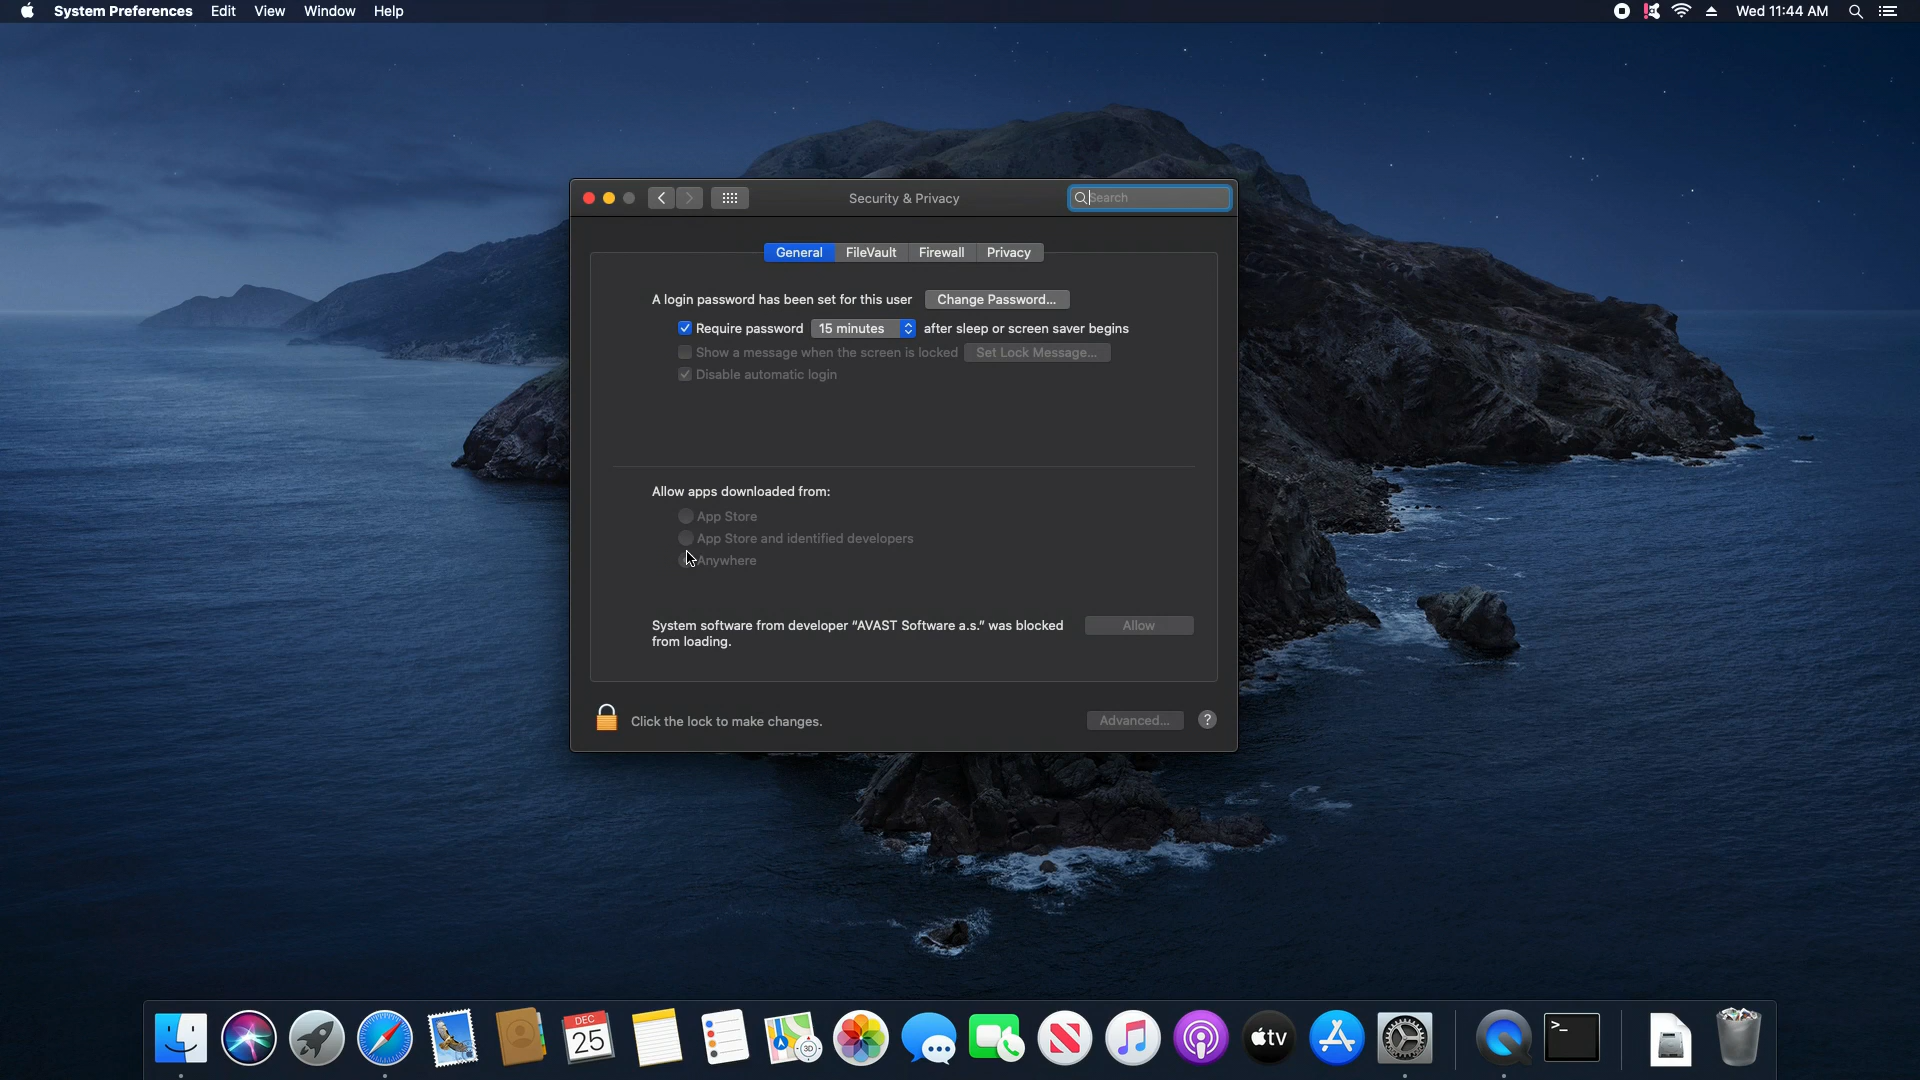 System Preferences Edit View Window Help
Wed 11:44 AM
Security & Privacy
Search
General FileVault Firewall Privacy
A login password has been set for this user Change Password...
Require password 15 minutes after sleep or screen saver begins
Show a message when the screen is locked Set Lock Message...
Disable automatic login
Allow apps downloaded from:
App Store
App Store and identified developers
Anywhere
System software from developer "AVAST Software a.s." was blocked Allow
from loading.
Click the lock to make changes. Advanced... ?
DEC
25
3D
tv
>_